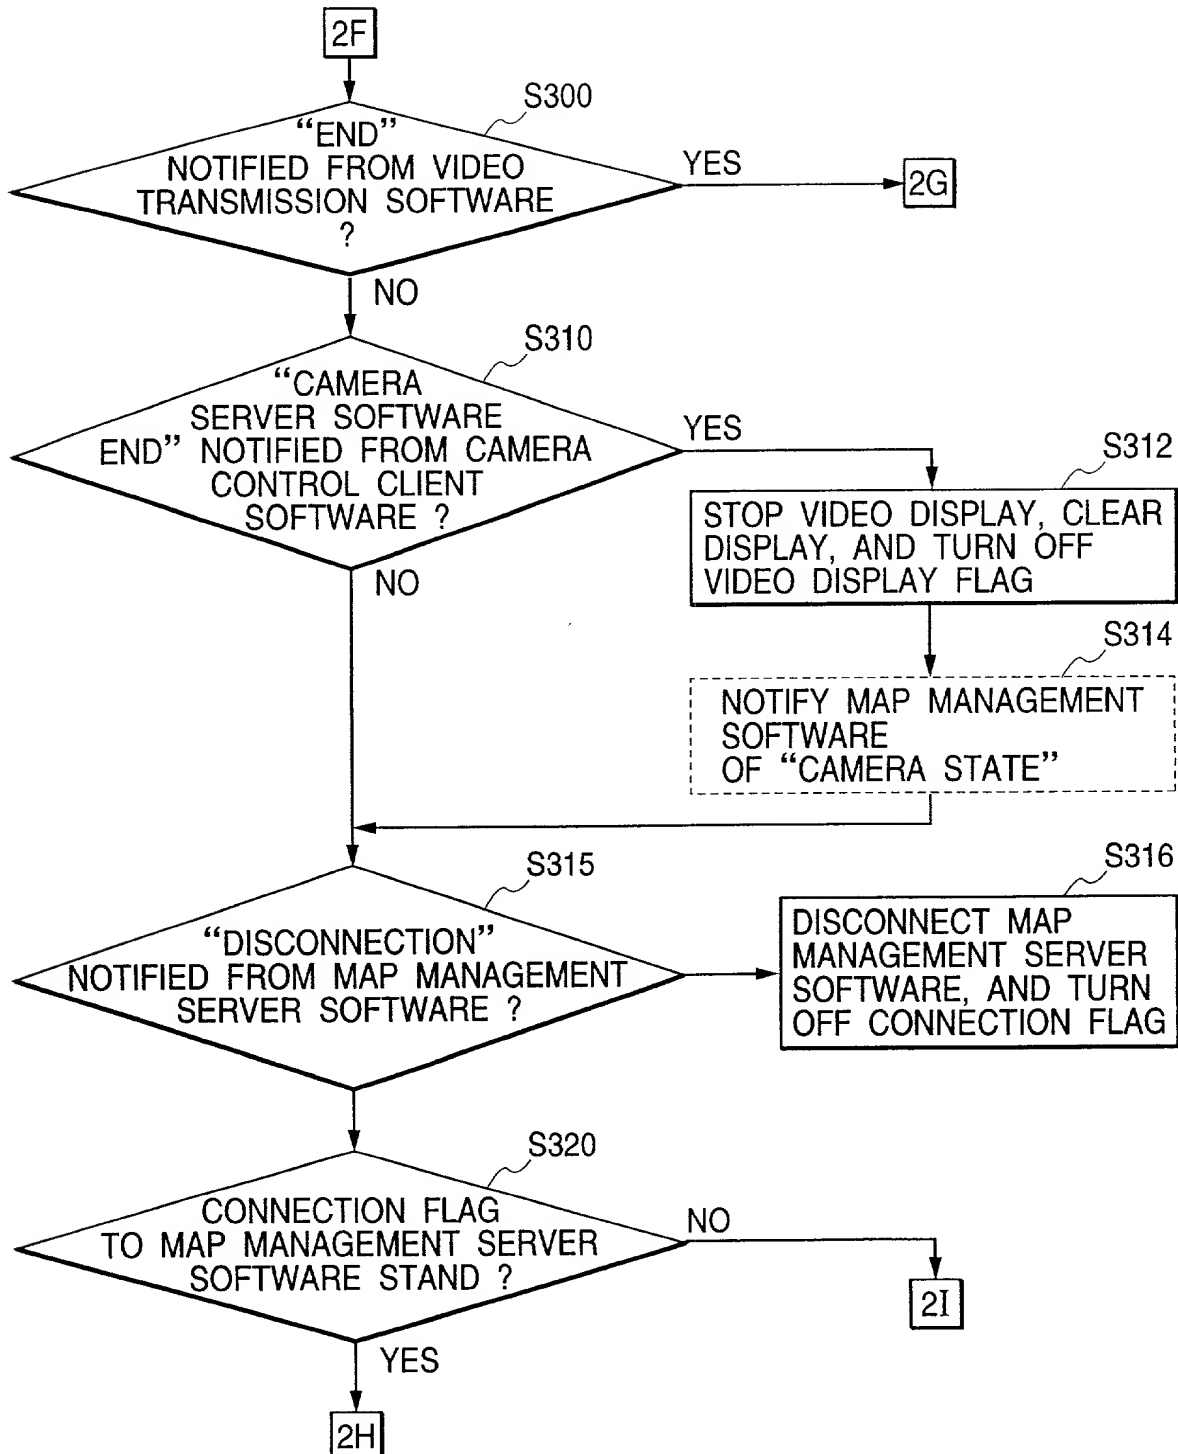 2F
S300
“END”
NOTIFIED FROM VIDEO
TRANSMISSION SOFTWARE
?
YES
2G
NO
S310
“CAMERA
SERVER SOFTWARE
END” NOTIFIED FROM CAMERA
CONTROL CLIENT
SOFTWARE ?
YES
NO
S312
STOP VIDEO DISPLAY, CLEAR
DISPLAY, AND TURN OFF
VIDEO DISPLAY FLAG
S314
NOTIFY MAP MANAGEMENT
SOFTWARE
OF “CAMERA STATE”
S315
“DISCONNECTION”
NOTIFIED FROM MAP MANAGEMENT
SERVER SOFTWARE ?
S316
DISCONNECT MAP
MANAGEMENT SERVER
SOFTWARE, AND TURN
OFF CONNECTION FLAG
S320
CONNECTION FLAG
TO MAP MANAGEMENT SERVER
SOFTWARE STAND ?
NO
2I
YES
2H